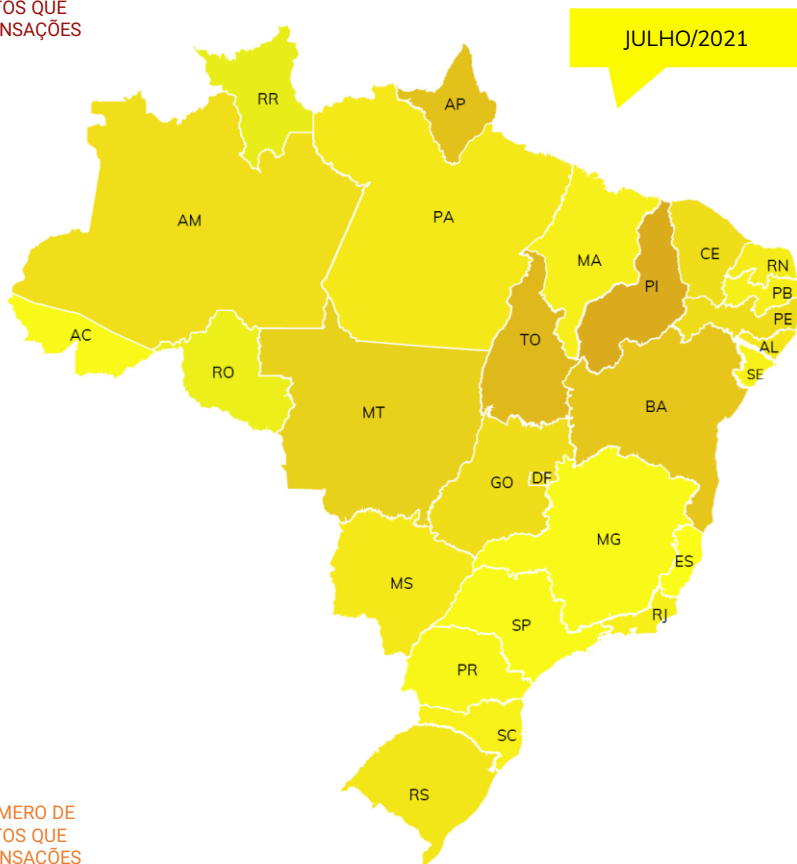 TOS QUE
NSAÇÕES
JULHO/2021
RR
AP
AM
PA
MA
CE
RN
PI
PB
PE
AC
TO
AL
RO
SE
MT
BA
GO
DF
MG
ES
MS
RJ
SP
PR
SC
RS
MERO DE
TOS QUE
NSAÇÕES